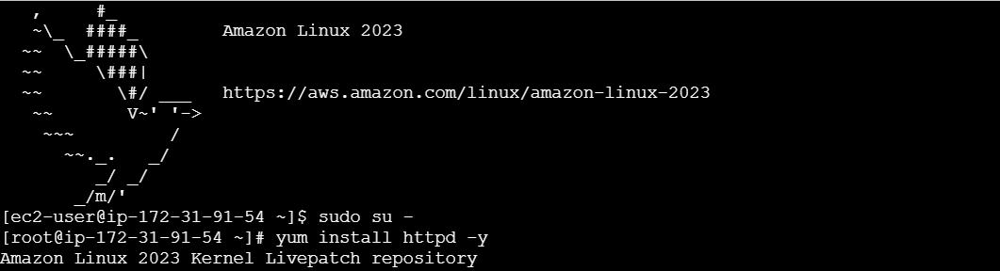 ,     #_
   ~\_  ####_        Amazon Linux 2023
  ~~  \_#####\
  ~~     \###|
  ~~       \#/ ___   https://aws.amazon.com/linux/amazon-linux-2023
   ~~       V~' '->
    ~~~         /
      ~~._.   _/
         _/ _/
       _/m/'
[ec2-user@ip-172-31-91-54 ~]$ sudo su -
[root@ip-172-31-91-54 ~]# yum install httpd -y
Amazon Linux 2023 Kernel Livepatch repository